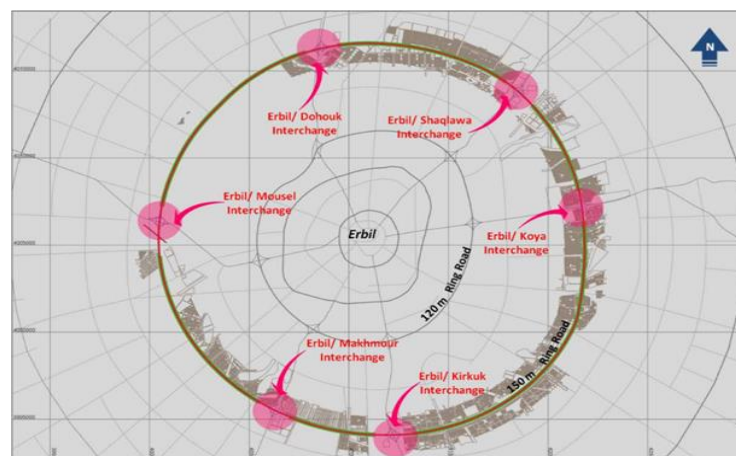 N
Erbil/ Dohouk
Interchange
Erbil/ Shaqlawa
Interchange
Erbil/ Mousel
Interchange
Erbil
Erbil/ Koya
Interchange
120 m Ring Road
Erbil/ Makhmour
Interchange
Erbil/ Kirkuk
Interchange
150 m Ring Road